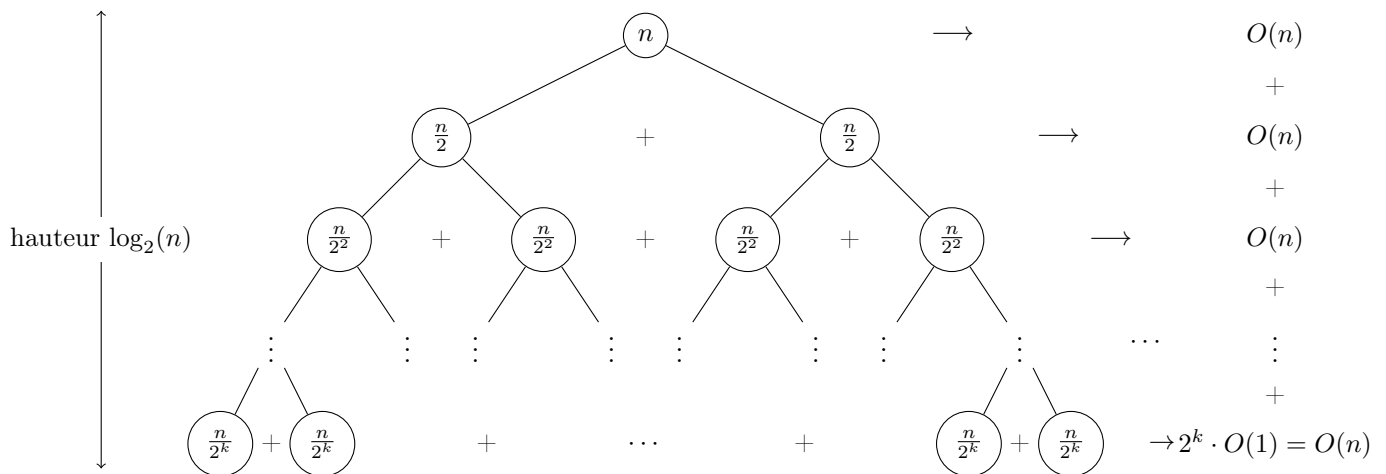 n ⟶ O(n)
+
n/2 + n/2 ⟶ O(n)
+
hauteur log₂(n) n/2² + n/2² + n/2² + n/2² ⟶ O(n)
+
⋮ ⋮ ⋮ ⋮ ⋮ ⋮ ⋮ ⋮ ⋯ ⋮
+
n/2ᵏ + n/2ᵏ + ⋯ + n/2ᵏ + n/2ᵏ → 2ᵏ · O(1) = O(n)